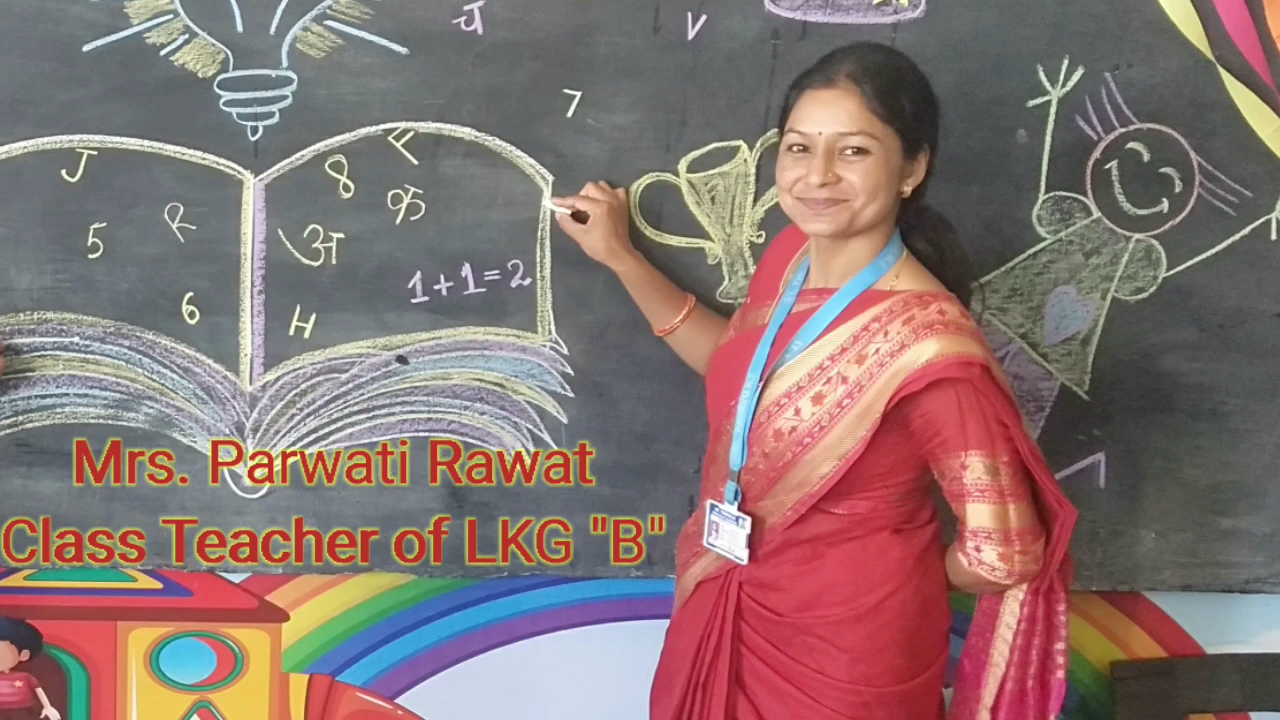 च
V
7
J
8
F
R
क
5
अ
1+1=2
6
H
Mrs. Parwati Rawat
Class Teacher of LKG "B"